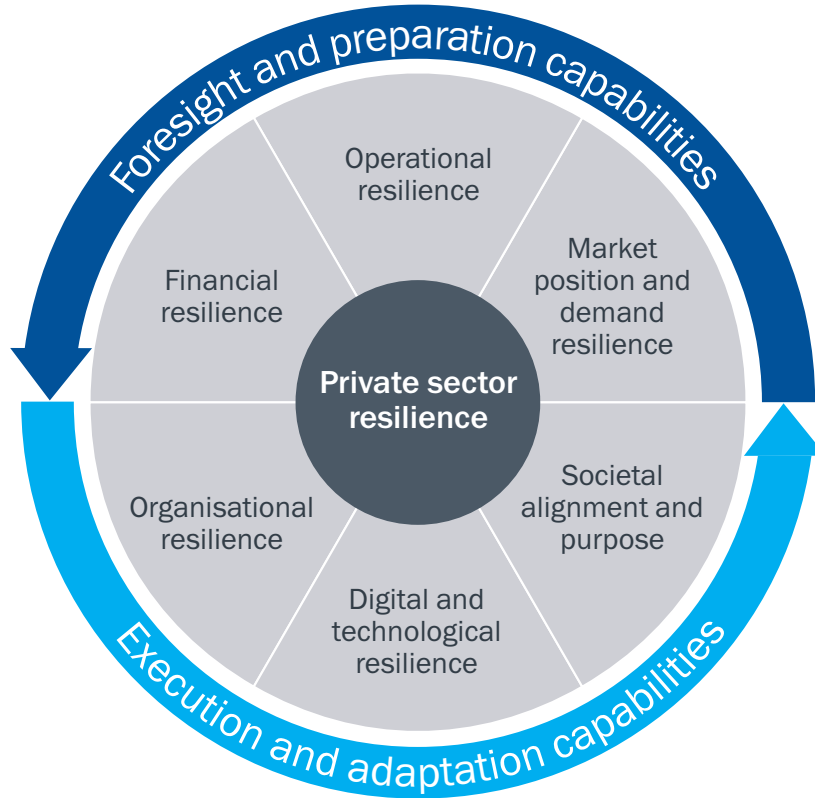 Foresight and preparation capabilities
Operational
resilience
Market
position and
demand
resilience
Financial
resilience
Private sector
resilience
Societal
alignment and
purpose
Organisational
resilience
Digital and
technological
resilience
Execution and adaptation capabilities